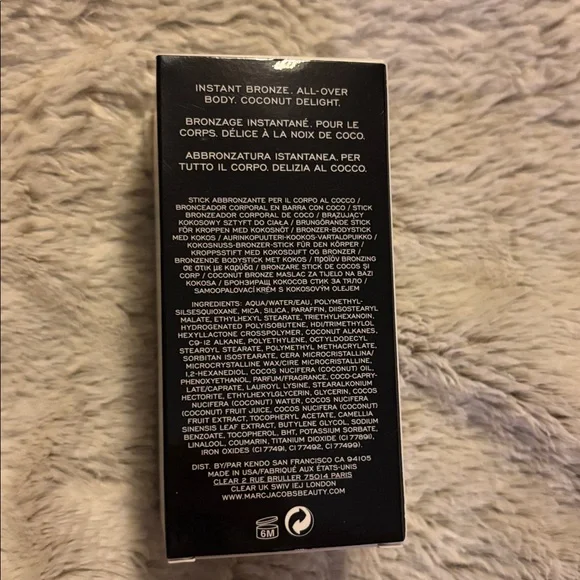 INSTANT BRONZE. ALL-OVER
BODY. COCONUT DELIGHT.
BRONZAGE INSTANTANÉ. POUR LE
CORPS. DÉLICE À LA NOIX DE COCO.
ABBRONZATURA ISTANTANEA. PER
TUTTO IL CORPO. DELIZIA AL COCCO.
STICK ABBRONZANTE PER IL CORPO AL COCCO /
BRONCEADOR CORPORAL EN BARRA CON COCO / STICK
BRONZEADOR CORPORAL DE COCO / BRĄZUJĄCY
KOKOSOWY SZTYFT DO CIAŁA / BRUNGÖRANDE STICK
FÖR KROPPEN MED KOKOSNÖT / BRONZER-BODYSTICK
MED KOKOS / AURINKOPUUTERI-KOOKOS-VARTALOPUIKKO /
KOKOSNUSS-BRONZER-STICK FÜR DEN KÖRPER /
KROPPSSTIFT MED KOKOSDUFT OG BRONZER /
BRONZENDE BODYSTICK MET KOKOS / προϊόν BRONZING
σε στικ με καρύδα / BRONZARE STICK DE COCOS ȘI
CORP / COCONUT BRONZE MASLAC ZA TIJELO NA BAZI
KOKOSA / БРОНЗИРАЩ КОКОСОВ СТИК ЗА ТЯЛО /
SAMOOPALOVACÍ KRÉM S KOKOSOVÝM OLEJEM
INGREDIENTS: AQUA/WATER/EAU, POLYMETHYL-
SILSESQUIOXANE, MICA, SILICA, PARAFFIN, DIISOSTEARYL
MALATE, ETHYLHEXYL STEARATE, TRIETHYLHEXANOIN,
HYDROGENATED POLYISOBUTENE, HDI/TRIMETHYLOL
HEXYLLACTONE CROSSPOLYMER, COCONUT ALKANES,
C9-12 ALKANE, POLYETHYLENE, OCTYLDODECYL
STEAROYL STEARATE, POLYMETHYL METHACRYLATE,
SORBITAN ISOSTEARATE, CERA MICROCRISTALLINA/
MICROCRYSTALLINE WAX/CIRE MICROCRISTALLINE,
1,2-HEXANEDIOL, COCOS NUCIFERA (COCONUT) OIL,
PHENOXYETHANOL, PARFUM/FRAGRANCE, COCO-CAPRY-
LATE/CAPRATE, LAUROYL LYSINE, STEARALKONIUM
HECTORITE, ETHYLHEXYLGLYCERIN, GLYCERIN, COCOS
NUCIFERA (COCONUT) WATER, COCOS NUCIFERA
(COCONUT) FRUIT JUICE, COCOS NUCIFERA (COCONUT)
FRUIT EXTRACT, TOCOPHERYL ACETATE, CAMELLIA
SINENSIS LEAF EXTRACT, BUTYLENE GLYCOL, SODIUM
BENZOATE, TOCOPHEROL, BHT, POTASSIUM SORBATE,
LINALOOL, COUMARIN, TITANIUM DIOXIDE (CI 77891),
IRON OXIDES (CI 77491, CI 77492, CI 77499).
DIST. BY/PAR KENDO SAN FRANCISCO CA 94105
MADE IN USA/FABRIQUÉ AUX ÉTATS-UNIS
CLEAR 2 RUE BRULLER 75014 PARIS
CLEAR UK SW1V 1EJ LONDON
WWW.MARCJACOBSBEAUTY.COM
6M